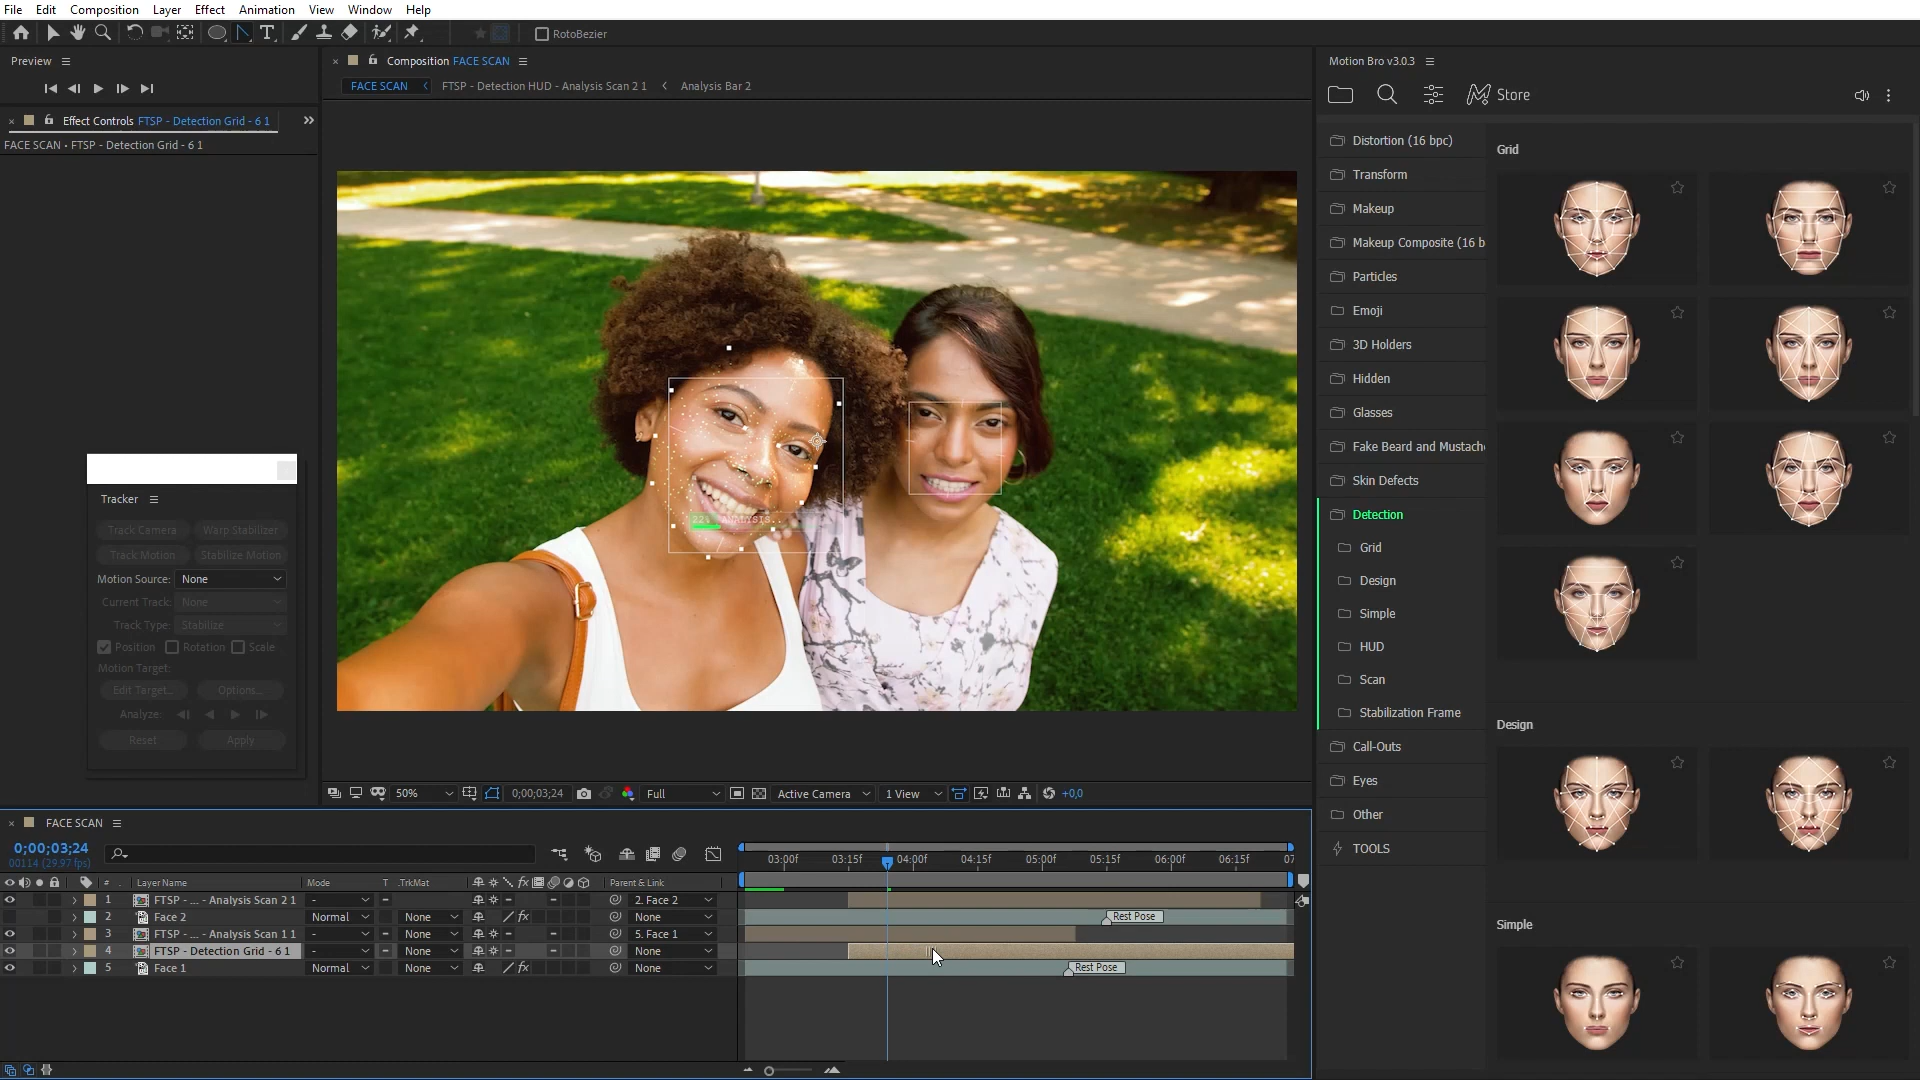 File Edit Composition Layer Effect Animation View Window Help
RotoBezier
Preview
Effect Controls FTSP - Detection Grid - 6 1
FACE SCAN • FTSP - Detection Grid - 6 1
Composition FACE SCAN
FACE SCAN FTSP - Detection HUD - Analysis Scan 2 1 Analysis Bar 2
22% ANALYSIS..
Tracker
Track Camera Warp Stabilizer
Track Motion Stabilize Motion
Motion Source: None
Current Track: None
Track Type: Stabilize
Position Rotation Scale
Motion Target:
Edit Target... Options...
Analyze:
Reset Apply
50% 0;00;03;24 Full Active Camera 1 View +0,0
Motion Bro v3.0.3
Store
Distortion (16 bpc)
Transform
Makeup
Makeup Composite (16 b
Particles
Emoji
3D Holders
Hidden
Glasses
Fake Beard and Mustach
Skin Defects
Detection
Grid
Design
Simple
HUD
Scan
Stabilization Frame
Call-Outs
Eyes
Other
TOOLS
Grid
Design
Simple
FACE SCAN
0;00;03;24
00114 (29.97 fps)
03:00f 03:15f 04:00f 04:15f 05:00f 05:15f 06:00f 06:15f 07
# Layer Name Mode T .TrkMat fx Parent & Link
1 FTSP - ... - Analysis Scan 2 1 - 2. Face 2
2 Face 2 Normal None fx None Rest Pose
3 FTSP - ... - Analysis Scan 1 1 - None 5. Face 1
4 FTSP - Detection Grid - 6 1 - None None
5 Face 1 Normal None fx None Rest Pose